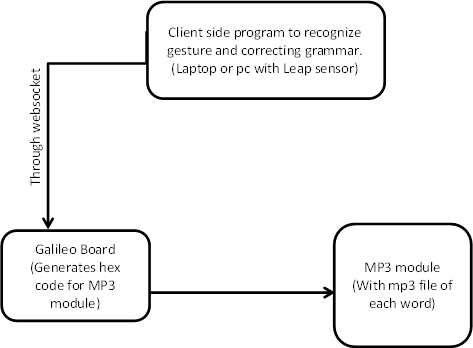 Client side program to recognize
gesture and correcting grammar.
(Laptop or pc with Leap sensor)
Through websocket
Galileo Board
(Generates hex
code for MP3
module)
MP3 module
(With mp3 file of
each word)